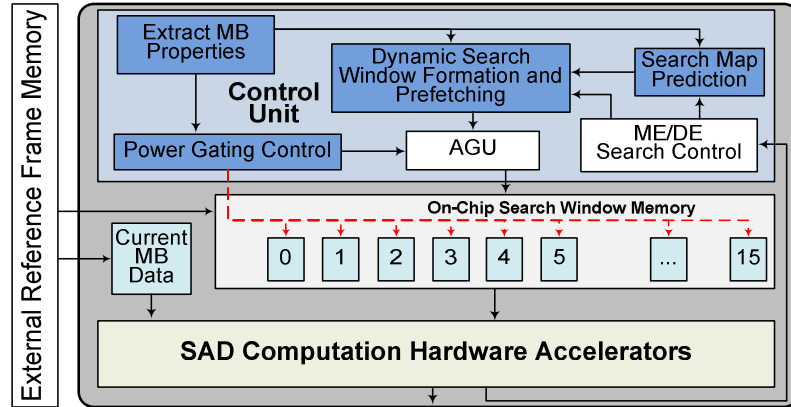 External Reference Frame Memory
Extract MB
Properties
Dynamic Search
Window Formation and
Prefetching
Search Map
Prediction
Control
Unit
Power Gating Control
AGU
ME/DE
Search Control
On-Chip Search Window Memory
Current
MB
Data
0 1 2 3 4 5 ... 15
SAD Computation Hardware Accelerators